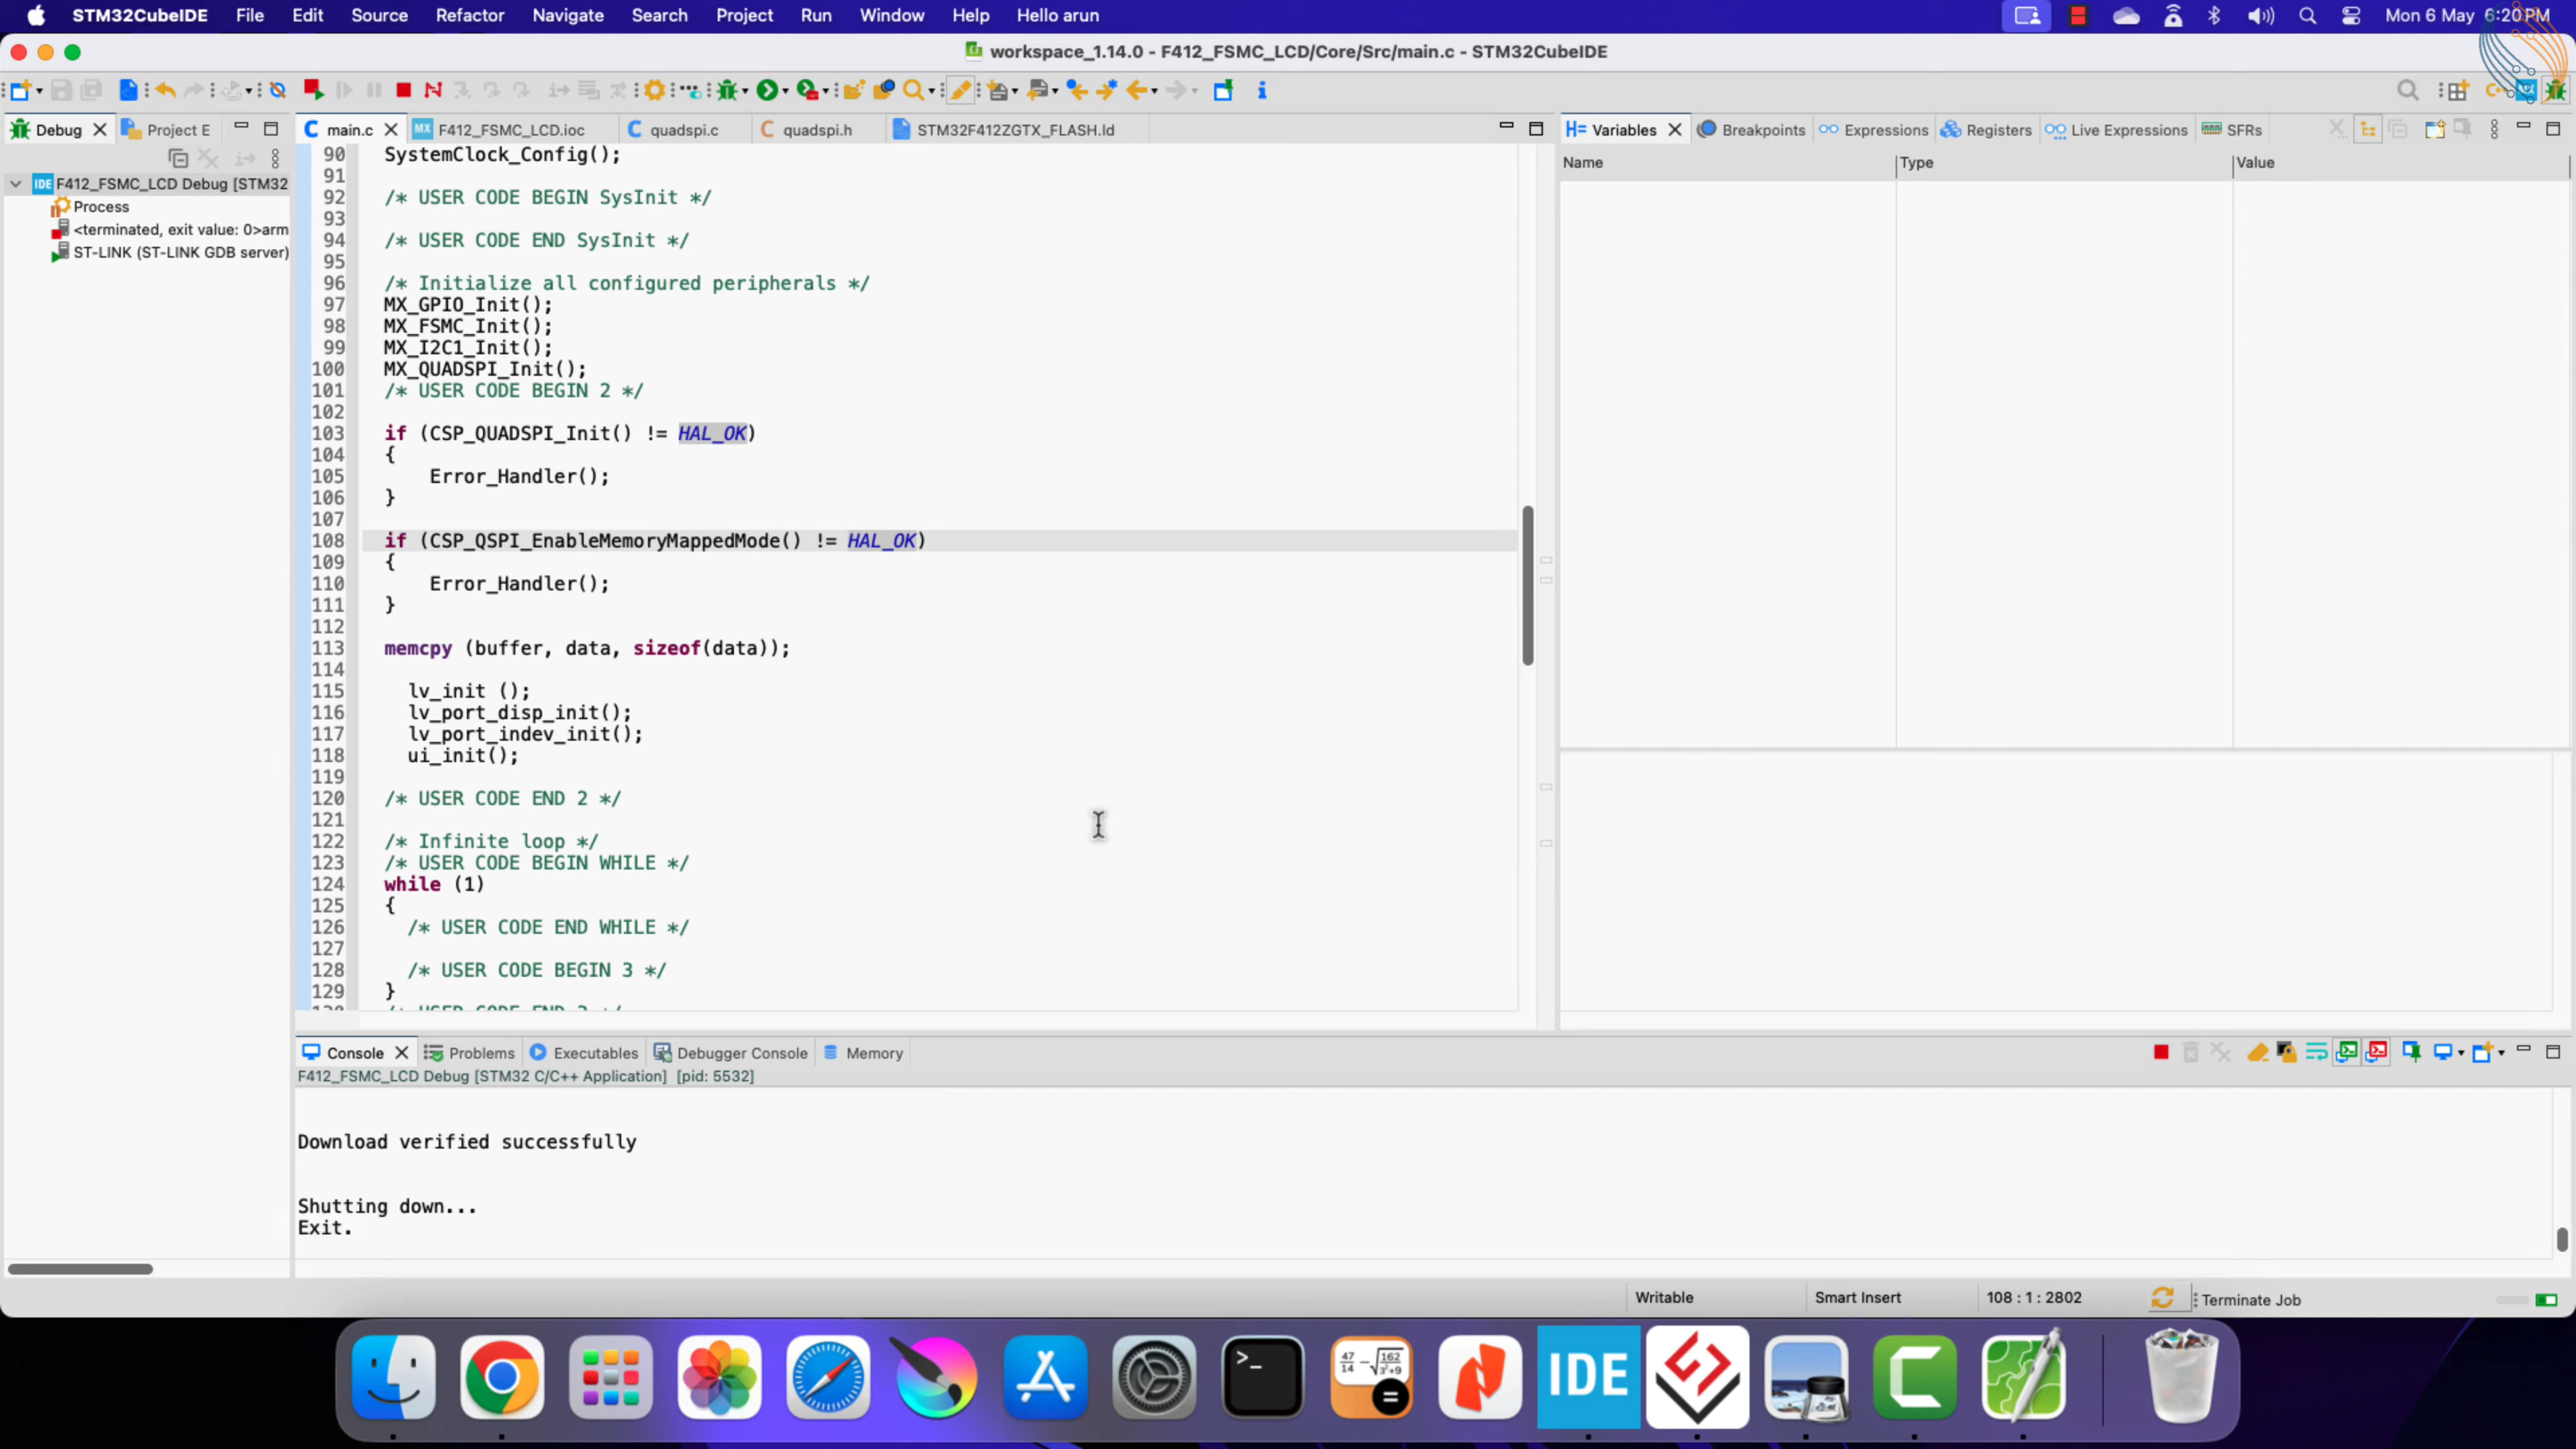 STM32CubeIDE File Edit Source Refactor Navigate Search Project Run Window Help Hello arun Mon 6 May 6:20 PM
workspace_1.14.0 - F412_FSMC_LCD/Core/Src/main.c - STM32CubeIDE
Debug Project E
main.c F412_FSMC_LCD.ioc quadspi.c quadspi.h STM32F412ZGTX_FLASH.ld
Variables Breakpoints Expressions Registers Live Expressions SFRs
Name Type Value
IDE F412_FSMC_LCD Debug [STM32
Process
<terminated, exit value: 0>arm
ST-LINK (ST-LINK GDB server)
90 SystemClock_Config();
91
92 /* USER CODE BEGIN SysInit */
93
94 /* USER CODE END SysInit */
95
96 /* Initialize all configured peripherals */
97 MX_GPIO_Init();
98 MX_FSMC_Init();
99 MX_I2C1_Init();
100 MX_QUADSPI_Init();
101 /* USER CODE BEGIN 2 */
102
103 if (CSP_QUADSPI_Init() != HAL_OK)
104 {
105 Error_Handler();
106 }
107
108 if (CSP_QSPI_EnableMemoryMappedMode() != HAL_OK)
109 {
110 Error_Handler();
111 }
112
113 memcpy (buffer, data, sizeof(data));
114
115 lv_init ();
116 lv_port_disp_init();
117 lv_port_indev_init();
118 ui_init();
119
120 /* USER CODE END 2 */
121
122 /* Infinite loop */
123 /* USER CODE BEGIN WHILE */
124 while (1)
125 {
126 /* USER CODE END WHILE */
127
128 /* USER CODE BEGIN 3 */
129 }
Console Problems Executables Debugger Console Memory
F412_FSMC_LCD Debug [STM32 C/C++ Application] [pid: 5532]
Download verified successfully
Shutting down...
Exit.
Writable Smart Insert 108 : 1 : 2802 Terminate Job
IDE